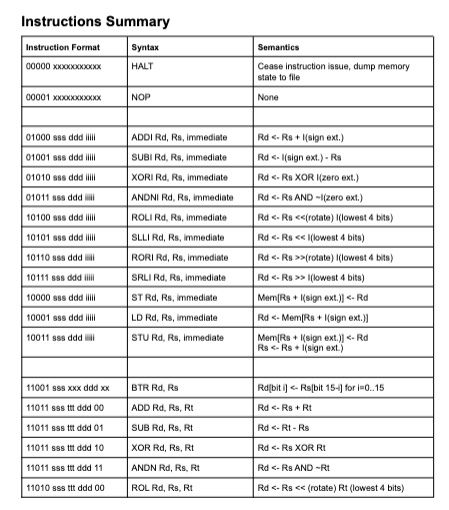 Instructions Summary
Instruction Format Syntax Semantics
00000 xxxxxxxxxxx HALT Cease instruction issue, dump memory
state to file
00001 xxxxxxxxxxx NOP None
01000 sss ddd iiiii ADDI Rd, Rs, immediate Rd <- Rs + I(sign ext.)
01001 sss ddd iiiii SUBI Rd, Rs, immediate Rd <- I(sign ext.) - Rs
01010 sss ddd iiiii XORI Rd, Rs, immediate Rd <- Rs XOR I(zero ext.)
01011 sss ddd iiiii ANDNI Rd, Rs, immediate Rd <- Rs AND ~I(zero ext.)
10100 sss ddd iiiii ROLI Rd, Rs, immediate Rd <- Rs <<(rotate) I(lowest 4 bits)
10101 sss ddd iiiii SLLI Rd, Rs, immediate Rd <- Rs << I(lowest 4 bits)
10110 sss ddd iiiii RORI Rd, Rs, immediate Rd <- Rs >>(rotate) I(lowest 4 bits)
10111 sss ddd iiiii SRLI Rd, Rs, immediate Rd <- Rs >> I(lowest 4 bits)
10000 sss ddd iiiii ST Rd, Rs, immediate Mem[Rs + I(sign ext.)] <- Rd
10001 sss ddd iiiii LD Rd, Rs, immediate Rd <- Mem[Rs + I(sign ext.)]
10011 sss ddd iiiii STU Rd, Rs, immediate Mem[Rs + I(sign ext.)] <- Rd
Rs <- Rs + I(sign ext.)
11001 sss xxx ddd xx BTR Rd, Rs Rd[bit i] <- Rs[bit 15-i] for i=0..15
11011 sss ttt ddd 00 ADD Rd, Rs, Rt Rd <- Rs + Rt
11011 sss ttt ddd 01 SUB Rd, Rs, Rt Rd <- Rt - Rs
11011 sss ttt ddd 10 XOR Rd, Rs, Rt Rd <- Rs XOR Rt
11011 sss ttt ddd 11 ANDN Rd, Rs, Rt Rd <- Rs AND ~Rt
11010 sss ttt ddd 00 ROL Rd, Rs, Rt Rd <- Rs << (rotate) Rt (lowest 4 bits)